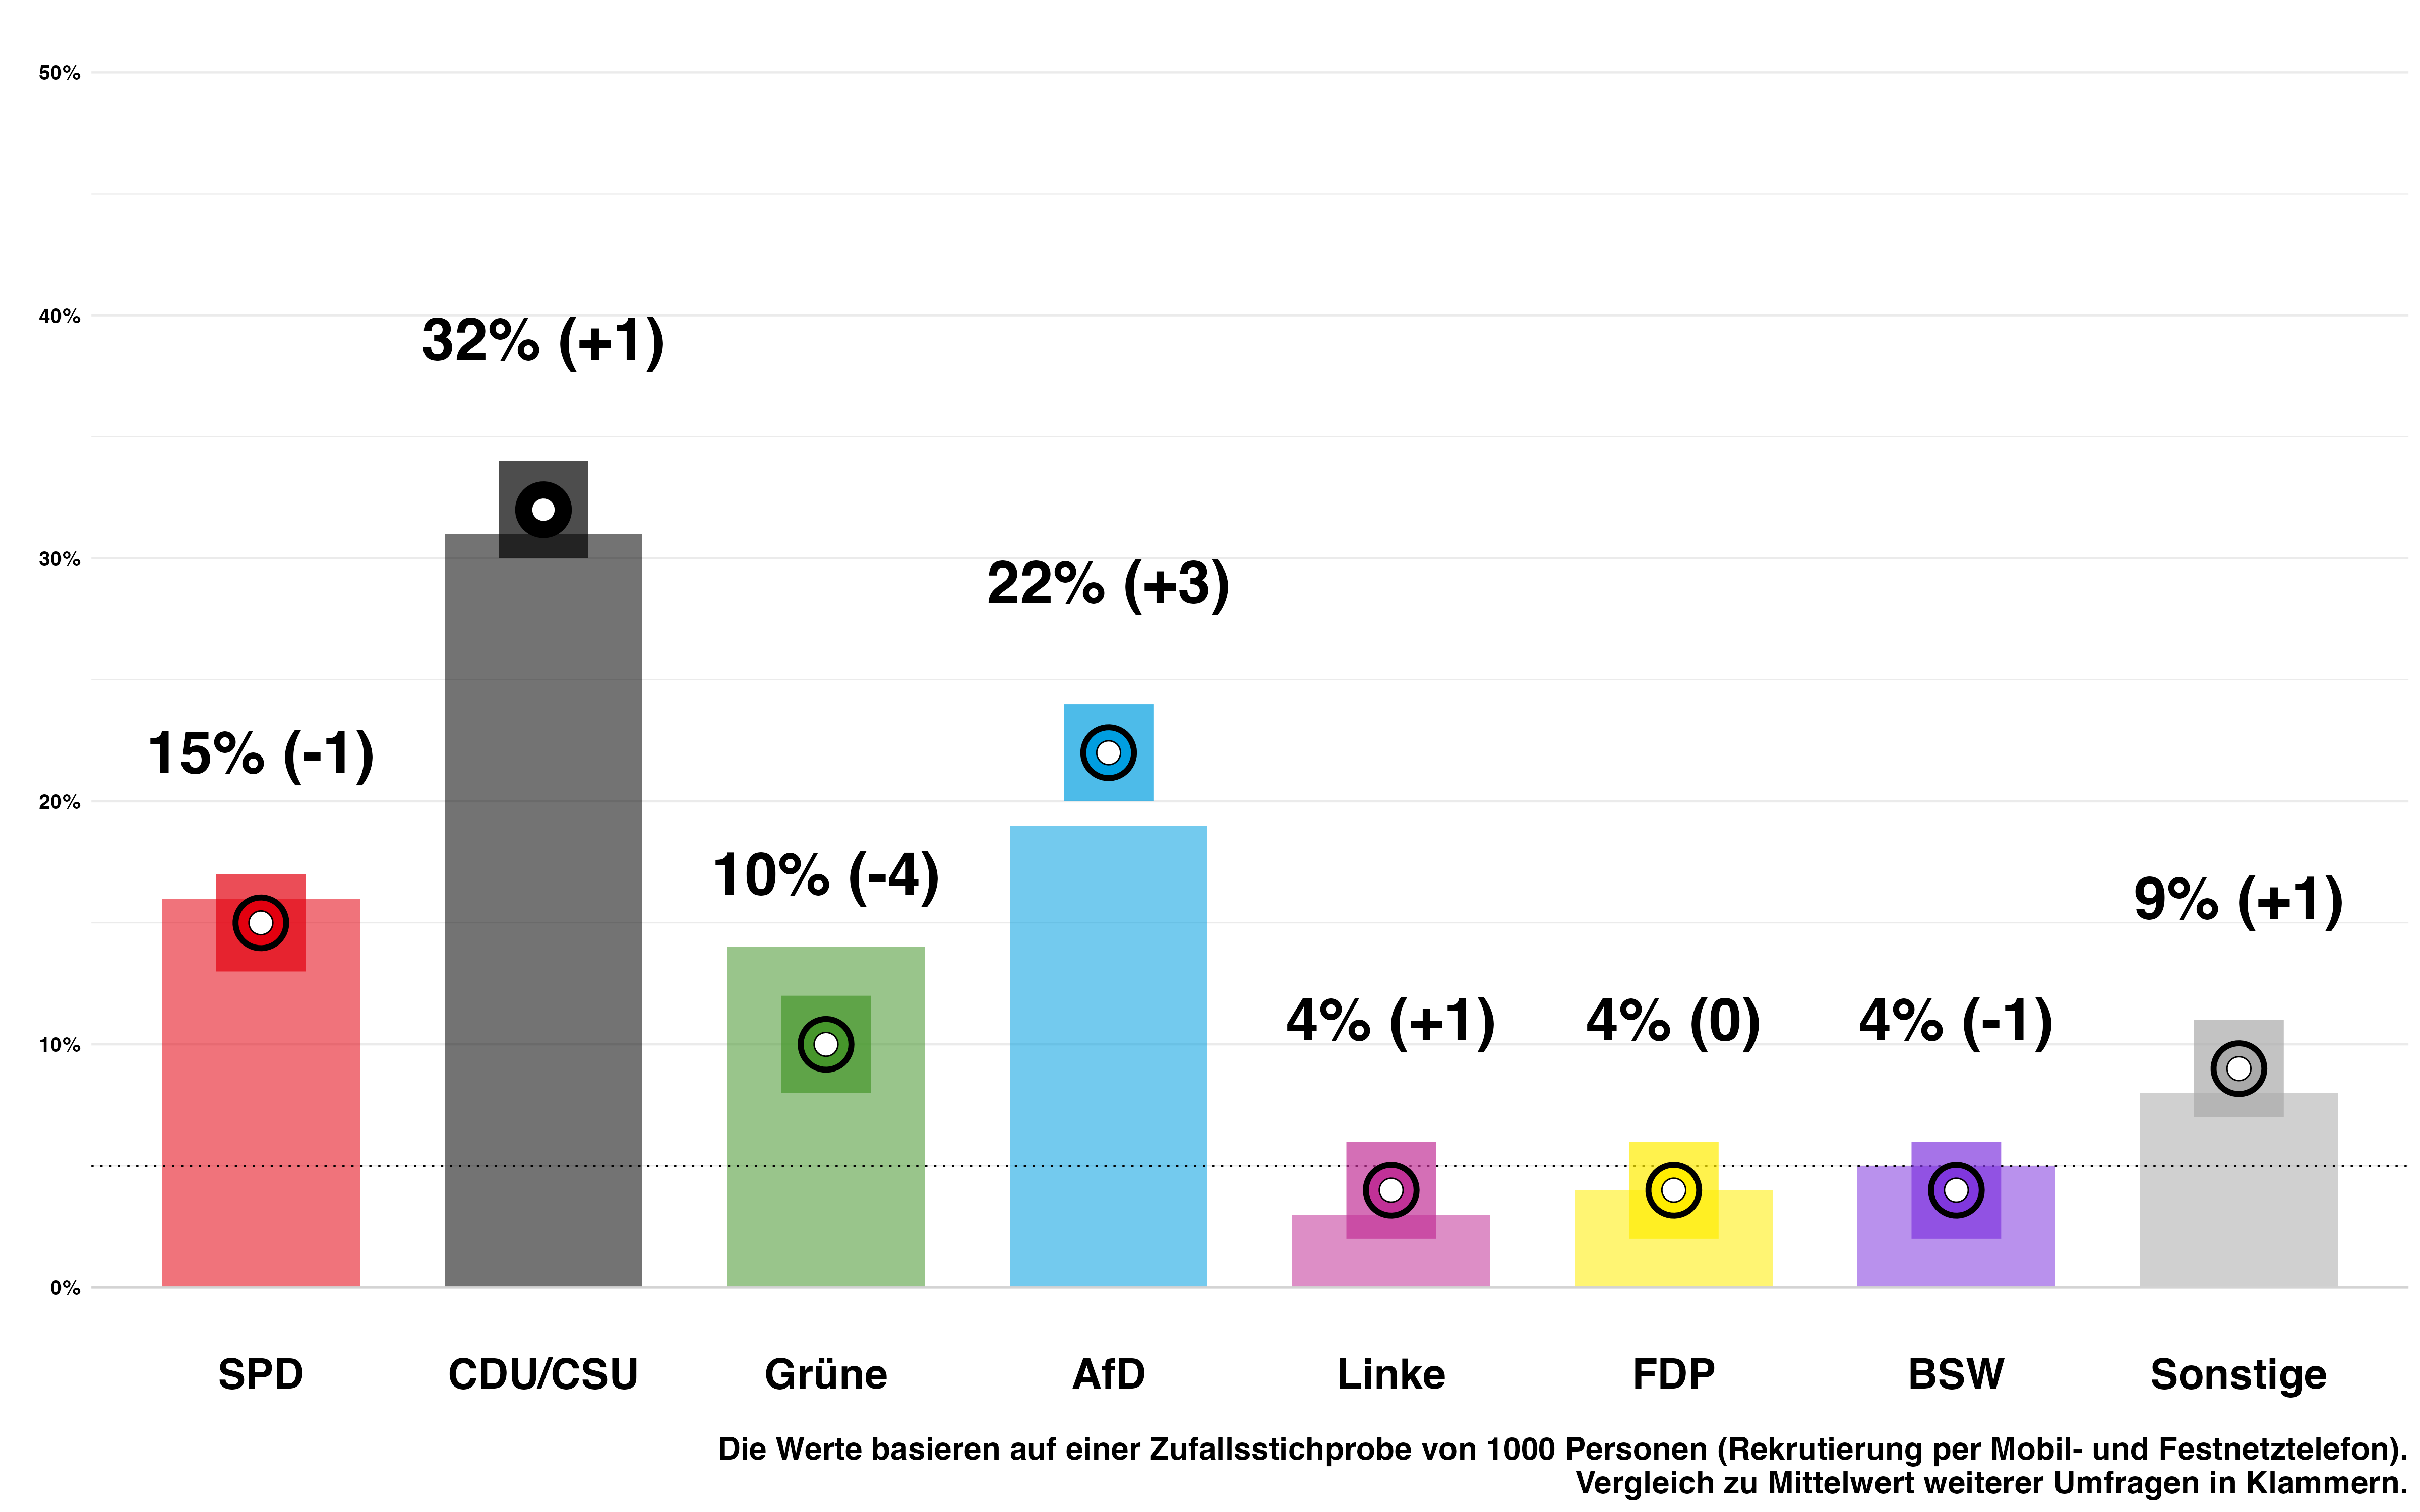 50%
40%
30%
20%
10%
0%
15% (-1)
32% (+1)
10% (-4)
22% (+3)
4% (+1)
4% (0)
4% (-1)
9% (+1)
SPD
CDU/CSU
Grüne
AfD
Linke
FDP
BSW
Sonstige
Die Werte basieren auf einer Zufallsstichprobe von 1000 Personen (Rekrutierung per Mobil- und Festnetztelefon).
Vergleich zu Mittelwert weiterer Umfragen in Klammern.